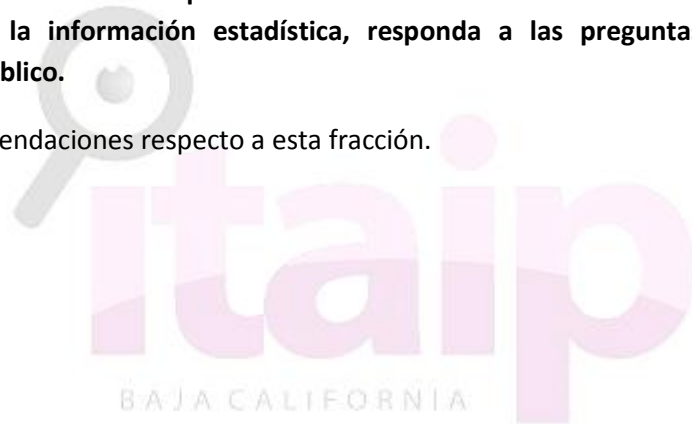 la información estadística, responda a las pregunta
blico.
endaciones respecto a esta fracción.
itaip
BAJA CALIFORNIA